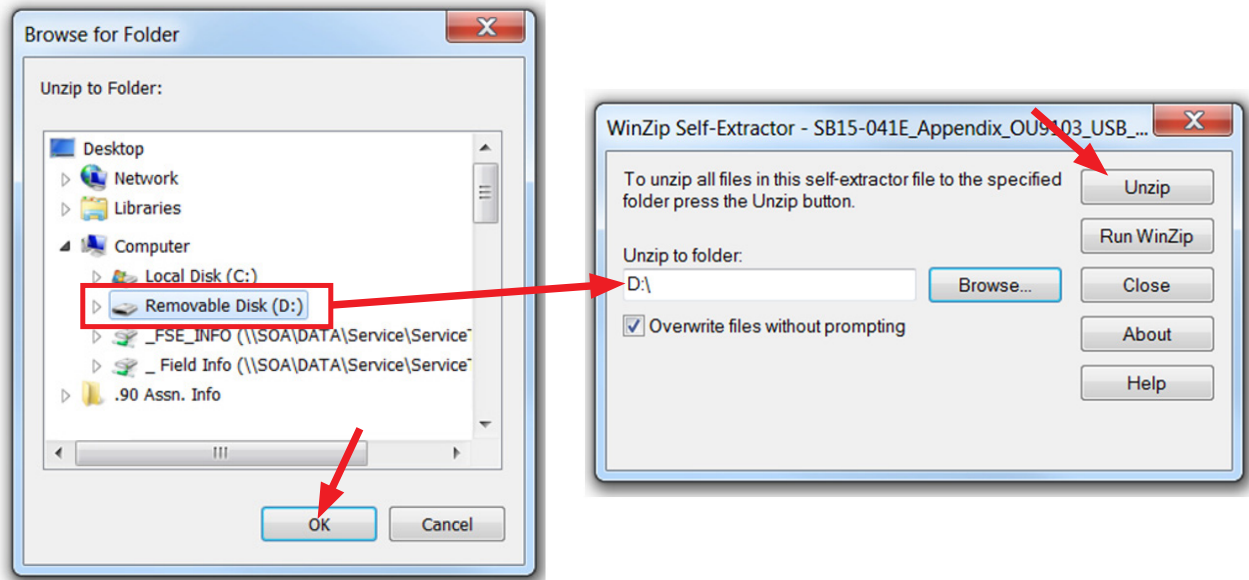 Browse for Folder
Unzip to Folder:
Desktop
Network
Libraries
Computer
Local Disk (C:)
Removable Disk (D:)
_FSE_INFO (\\SOA\DATA\Service\Service
_ Field Info (\\SOA\DATA\Service\Service
.90 Assn. Info
OK
Cancel
WinZip Self-Extractor - SB15-041E_Appendix_OU9103_USB_...
To unzip all files in this self-extractor file to the specified
folder press the Unzip button.
Unzip to folder:
D:\
Browse...
Overwrite files without prompting
Unzip
Run WinZip
Close
About
Help